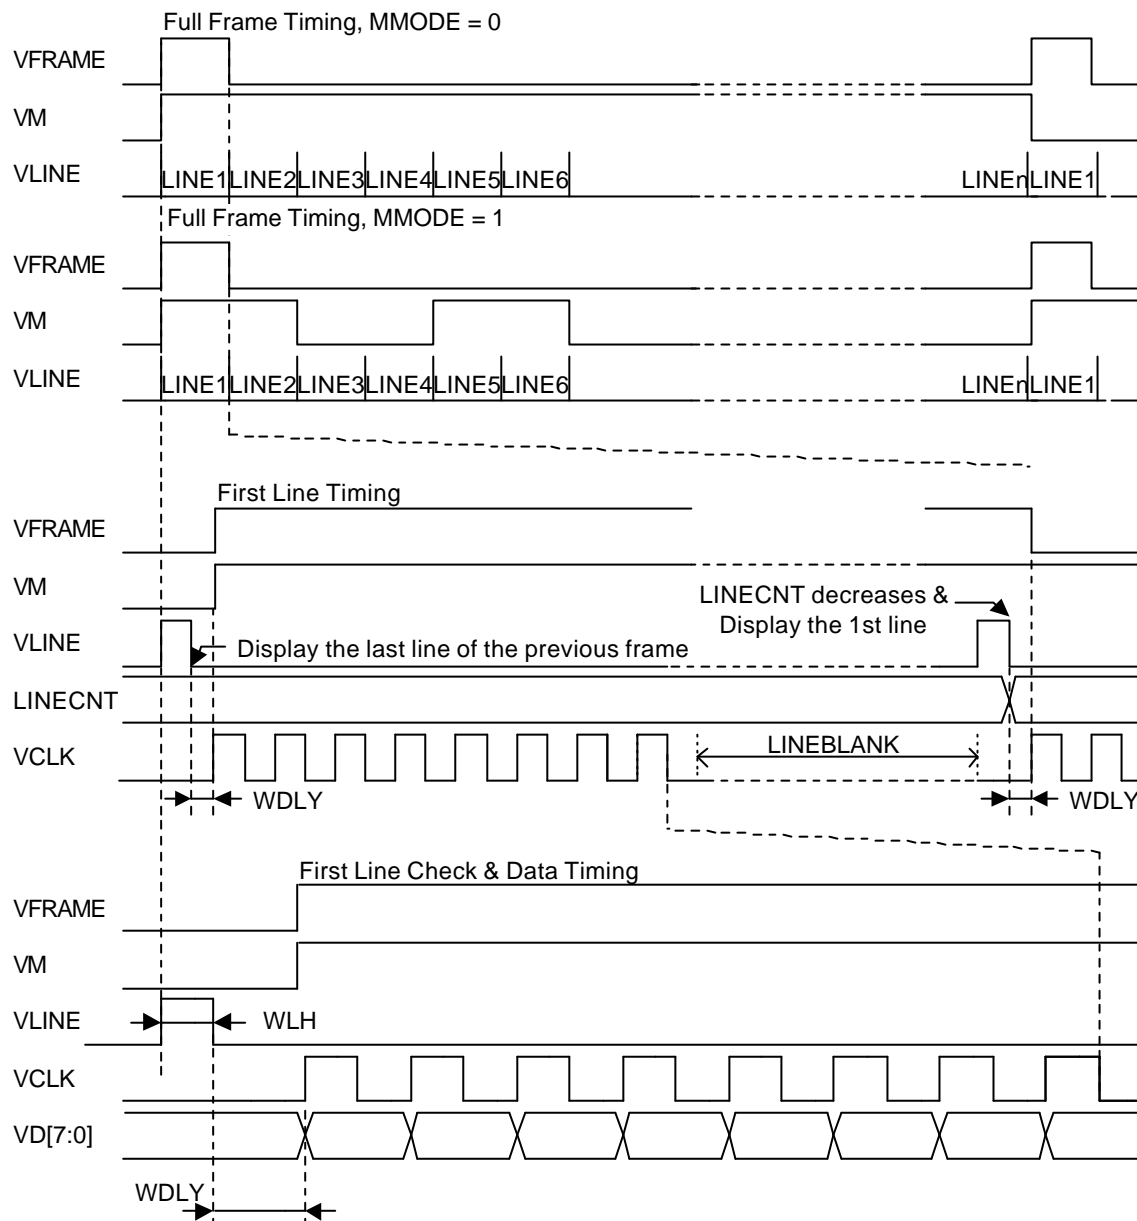 Full Frame Timing, MMODE = 0
VFRAME
VM
VLINE
LINE1 LINE2 LINE3 LINE4 LINE5 LINE6 LINEn LINE1
Full Frame Timing, MMODE = 1
VFRAME
VM
VLINE
LINE1 LINE2 LINE3 LINE4 LINE5 LINE6 LINEn LINE1
First Line Timing
VFRAME
VM
LINECNT decreases &
Display the 1st line
VLINE
Display the last line of the previous frame
LINECNT
VCLK
LINEBLANK
WDLY WDLY
First Line Check & Data Timing
VFRAME
VM
VLINE
WLH
VCLK
VD[7:0]
WDLY